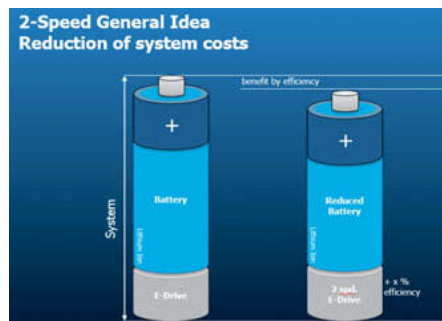 2-Speed General Idea
Reduction of system costs
benefit by efficiency
+
+
System
Battery
Lithium Ion
E-Drive
Reduced
Battery
Lithium Ion
2 spd.
E-Drive
+ x %
efficiency